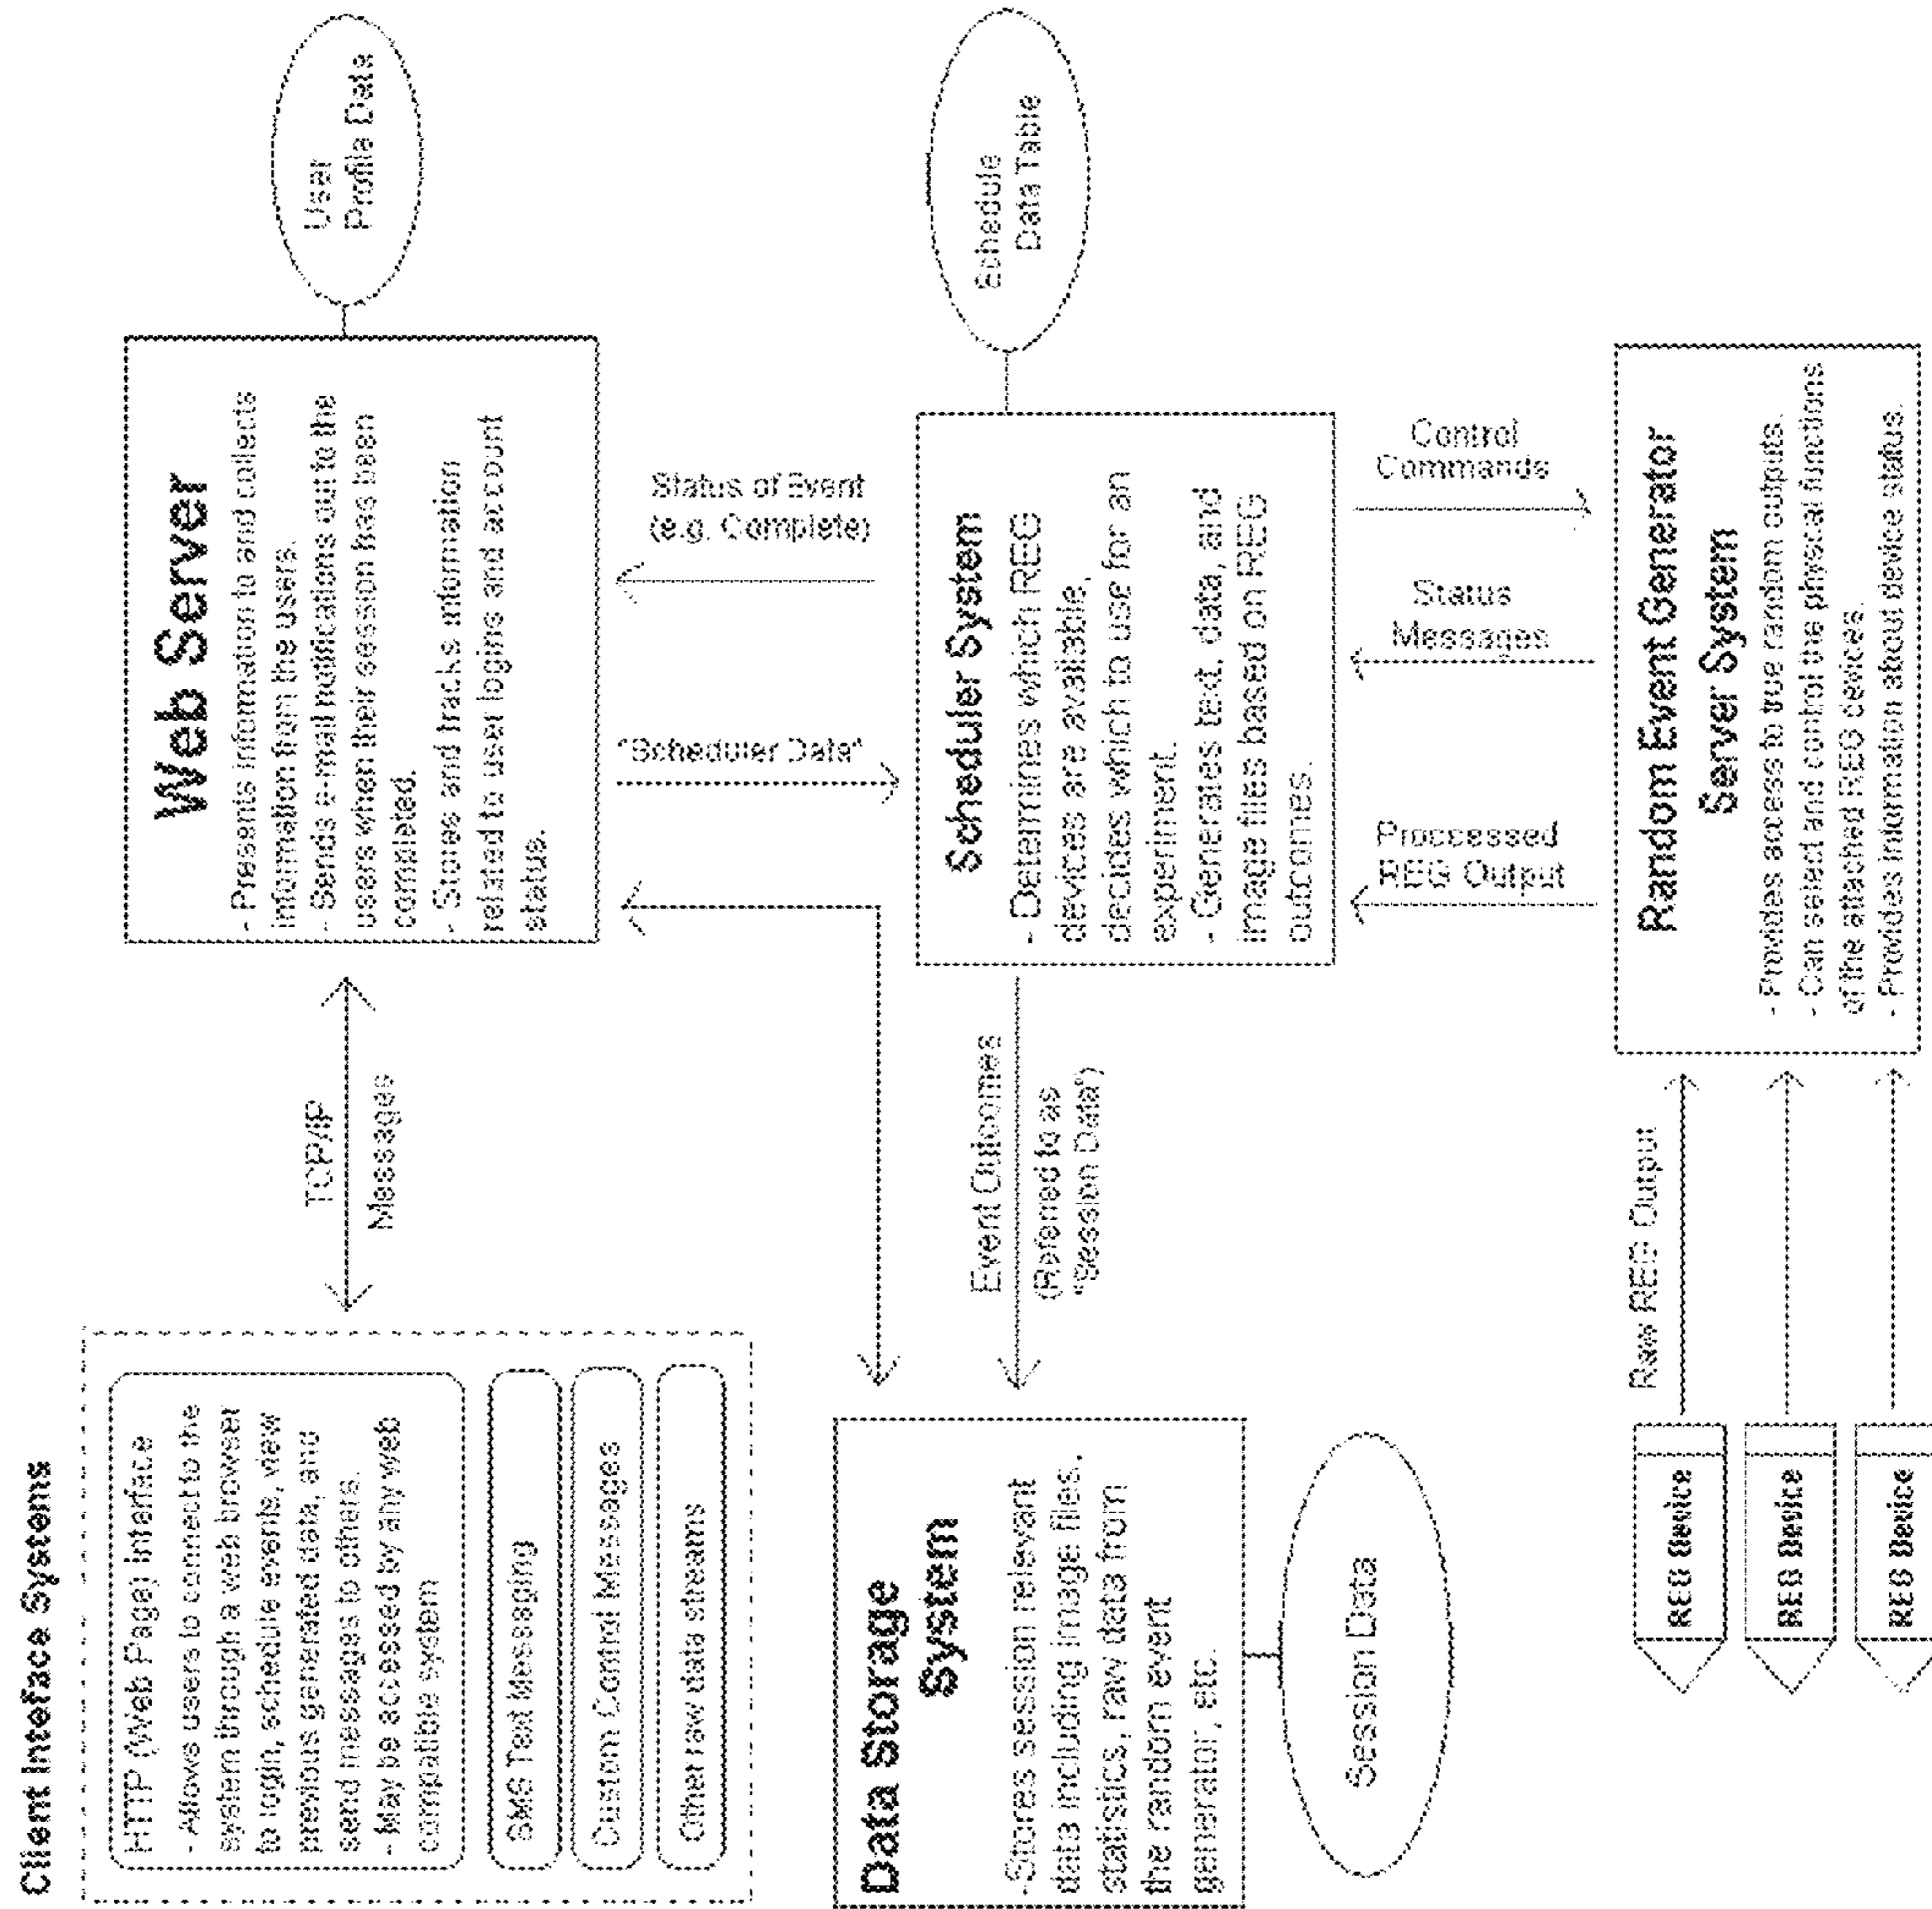 Client Inteface Systems
HTTP (Web Page) Interface
- Allows users to connect to the
system through a web browser
to login, schedule events, view
previous generated data, and
send messages to others.
- May be accessed by any web
compatible system
SMS Text Messaging
Custom Control Messages
Other raw data streams
TCP/IP
Messages
Web Server
- Presents information to and collects
information from the users.
- Sends e-mail notifications out to the
users when their session has been
completed.
- Stores and tracks information
related to user logins and account
status.
User
Profile Data
"Scheduler Data"
Status of Event
(e.g. Complete)
Data Storage
System
-Stores session relevant
data including image files,
statistics, raw data from
the random event
generator, etc.
Session Data
Event Outcomes
(Refered to as
"Session Data")
Scheduler System
- Determines which REG
devices are available,
decides which to use for an
experiment.
- Generates text, data, and
image files based on REG
outcomes.
Schedule
Data Table
Proccessed
REG Output
Status
Messages
Control
Commands
REG Device
REG Device
REG Device
Raw REG Output
Random Event Generator
Server System
- Provides access to true random outputs.
- Can select and control the physical functions
of the attached REG devices.
- Provides information about device status.